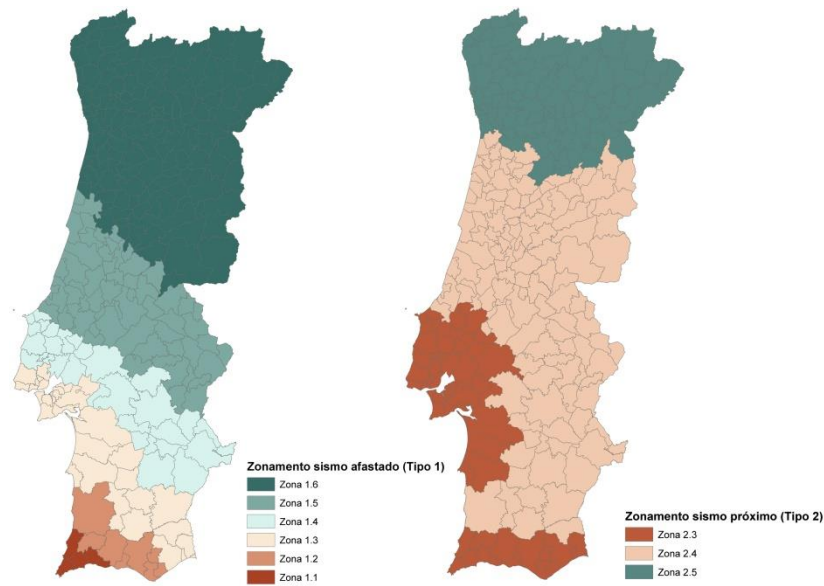 Zonamento sismo afastado (Tipo 1)
Zona 1.6
Zona 1.5
Zona 1.4
Zona 1.3
Zona 1.2
Zona 1.1
Zonamento sismo próximo (Tipo 2)
Zona 2.3
Zona 2.4
Zona 2.5